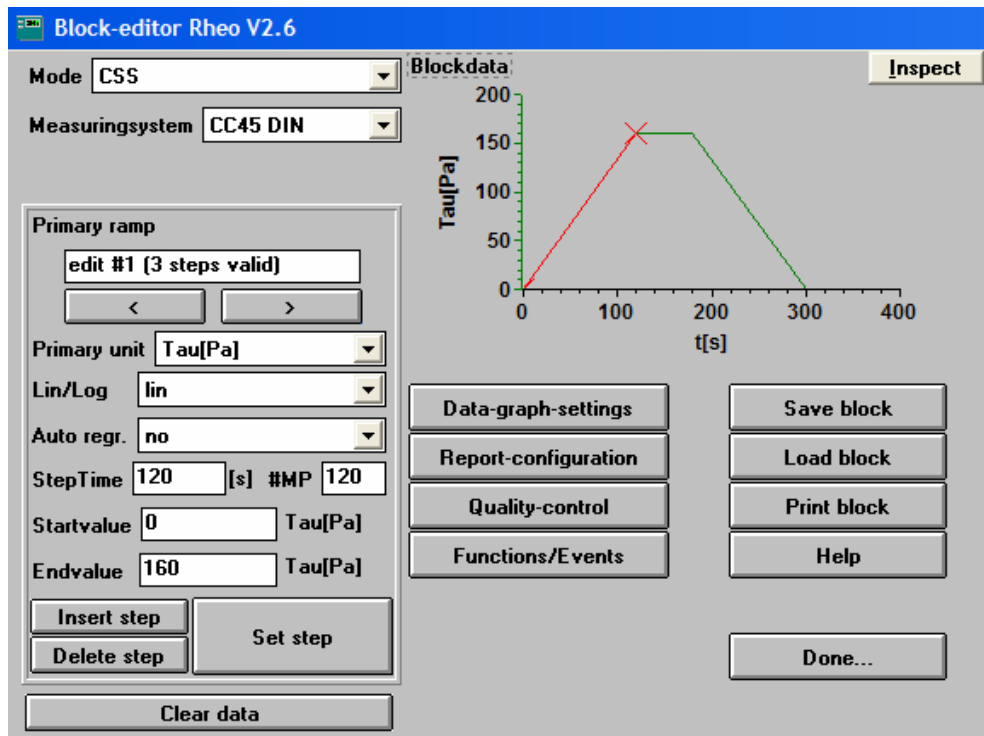 Block-editor Rheo V2.6
Mode CSS
Measuringsystem CC45 DIN
Primary ramp
edit #1 (3 steps valid)
< >
Primary unit Tau[Pa]
Lin/Log lin
Auto regr. no
StepTime 120 [s] #MP 120
Startvalue 0 Tau[Pa]
Endvalue 160 Tau[Pa]
Insert step
Delete step
Set step
Clear data
Blockdata
Inspect
200
150
100
50
0
Tau[Pa]
0 100 200 300 400
t[s]
Data-graph-settings
Report-configuration
Quality-control
Functions/Events
Save block
Load block
Print block
Help
Done...